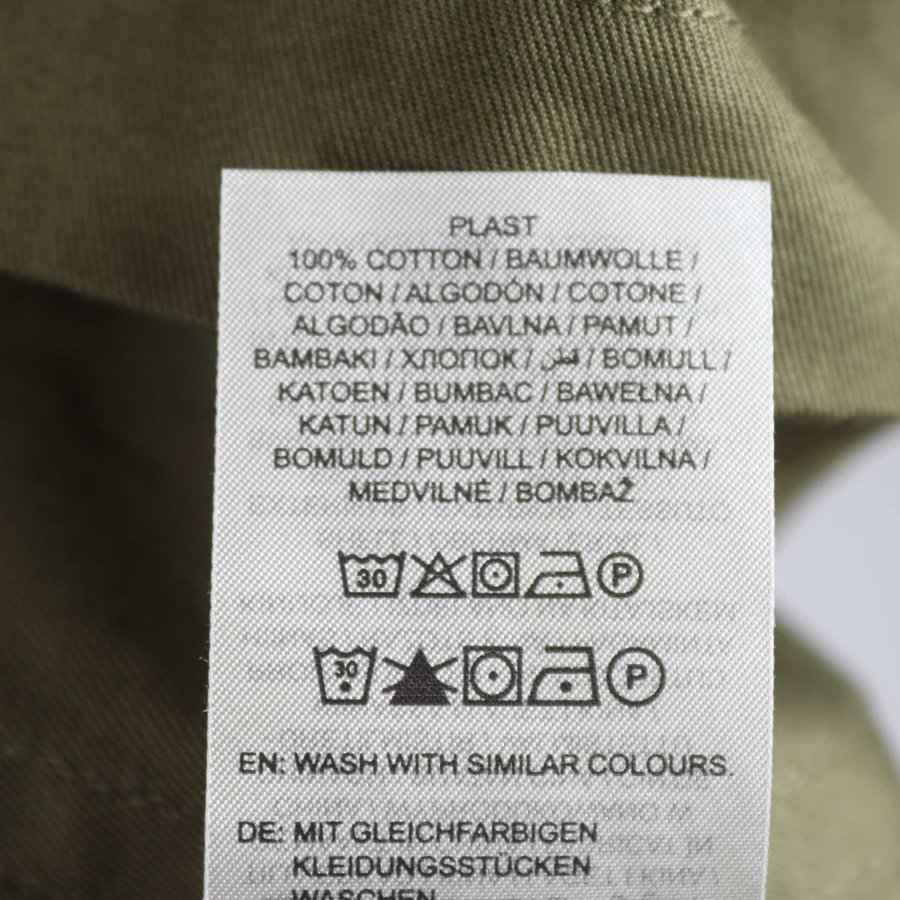 PLAST
100% COTTON / BAUMWOLLE /
COTON / ALGODÓN / COTONE /
ALGODÃO / BAVLNA / PAMUT /
BAMBAKI / ХЛОПОК / قطن / BOMULL /
KATOEN / BUMBAC / BAWEŁNA /
KATUN / PAMUK / PUUVILLA /
BOMULD / PUUVILL / KOKVILNA /
MEDVILNĖ / BOMBAŽ
30 P
30 P
EN: WASH WITH SIMILAR COLOURS.
DE: MIT GLEICHFARBIGEN
KLEIDUNGSSTÜCKEN
WASCHEN